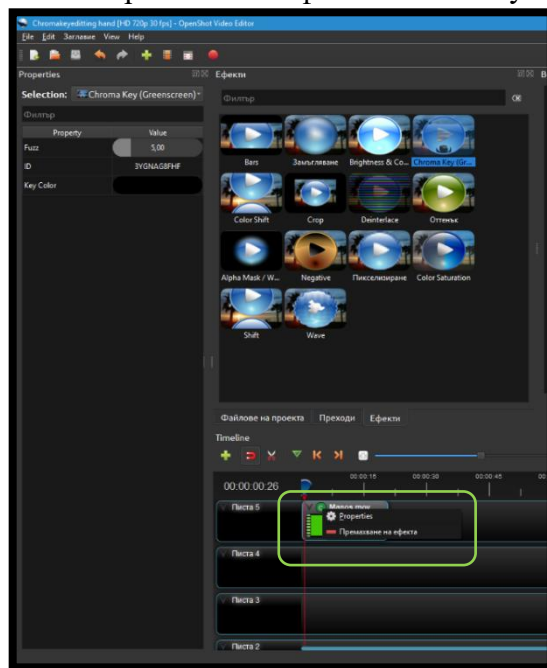 Chromakeyeditting hand [HD 720p 30 fps] - OpenShot Video Editor
File Edit Заглавие View Help
Properties
Selection: Chroma Key (Greenscreen)
Филтър
Property Value
Fuzz 5,00
ID 3YGNAG8FHF
Key Color
Ефекти
Филтър
Bars Замъгляване Brightness & Co... Chroma Key (Gr...
Color Shift Crop Deinterlace Оттенък
Alpha Mask / W... Negative Пикселизиране Color Saturation
Shift Wave
Файлове на проекта Преходи Ефекти
Timeline
00:00:00:26
00:00:15 00:00:30 00:00:45
Писта 5
Properties
Премахване на ефекта
Писта 4
Писта 3
Писта 2